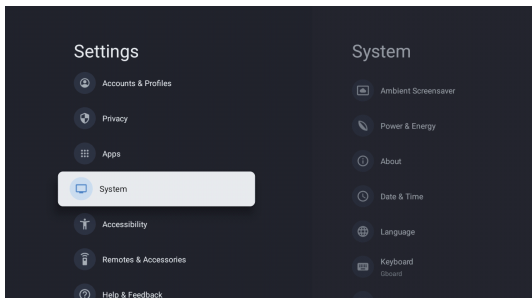 Settings
Accounts & Profiles
Privacy
Apps
System
Accessibility
Remotes & Accessories
Help & Feedback
System
Ambient Screensaver
Power & Energy
About
Date & Time
Language
Keyboard
Gboard